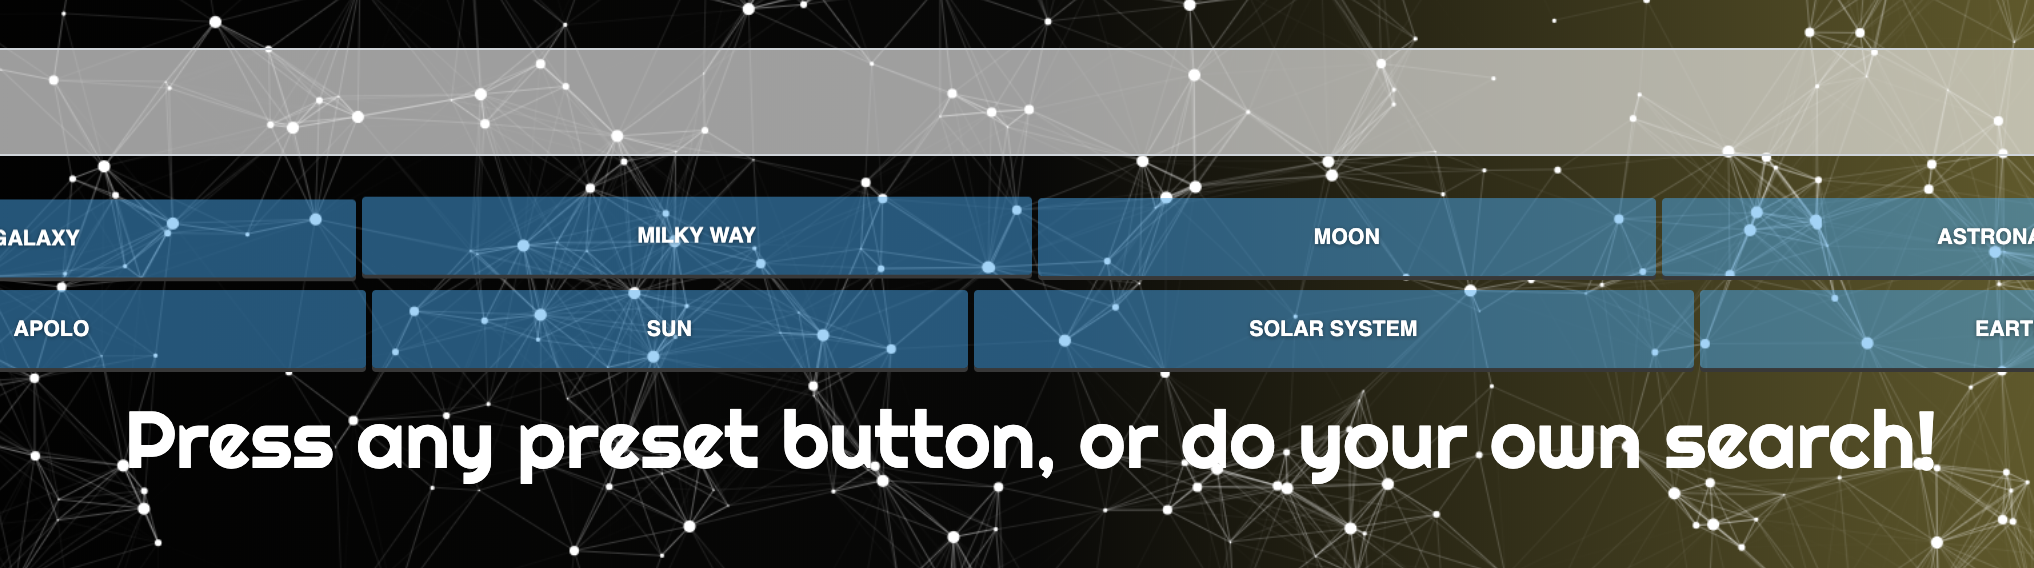 GALAXY MILKY WAY MOON ASTRONA
APOLO SUN SOLAR SYSTEM EART
Press any preset button, or do your own search!